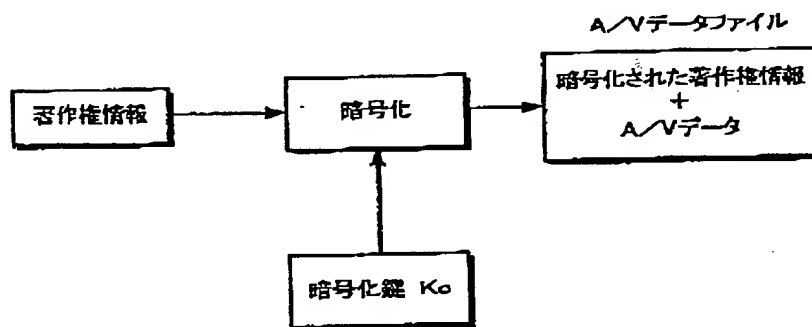 A/Vデータファイル
著作権情報
暗号化
暗号化された著作権情報
+
A/Vデータ
暗号化鍵 Kc